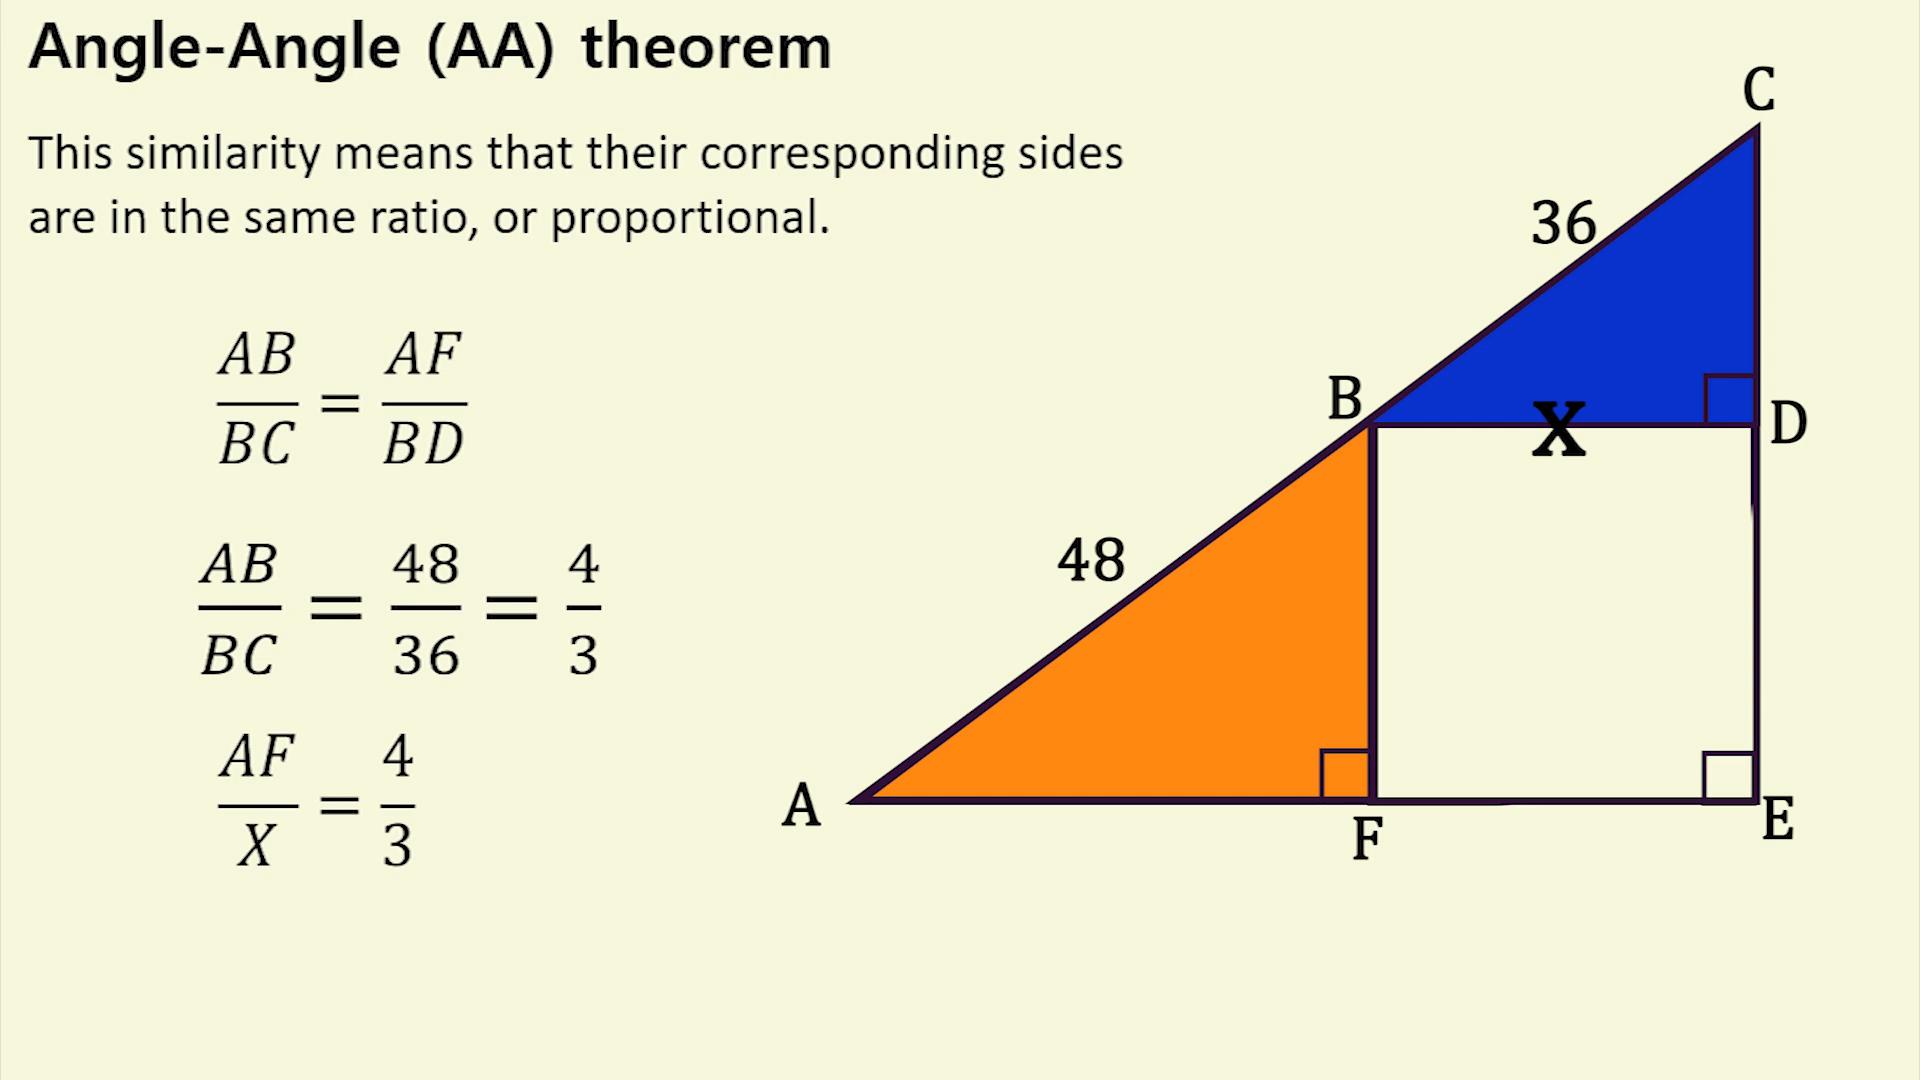 Angle-Angle (AA) theorem
This similarity means that their corresponding sides
are in the same ratio, or proportional.
AB/BC = AF/BD
AB/BC = 48/36 = 4/3
AF/X = 4/3
C
36
B
X
D
48
A
F
E